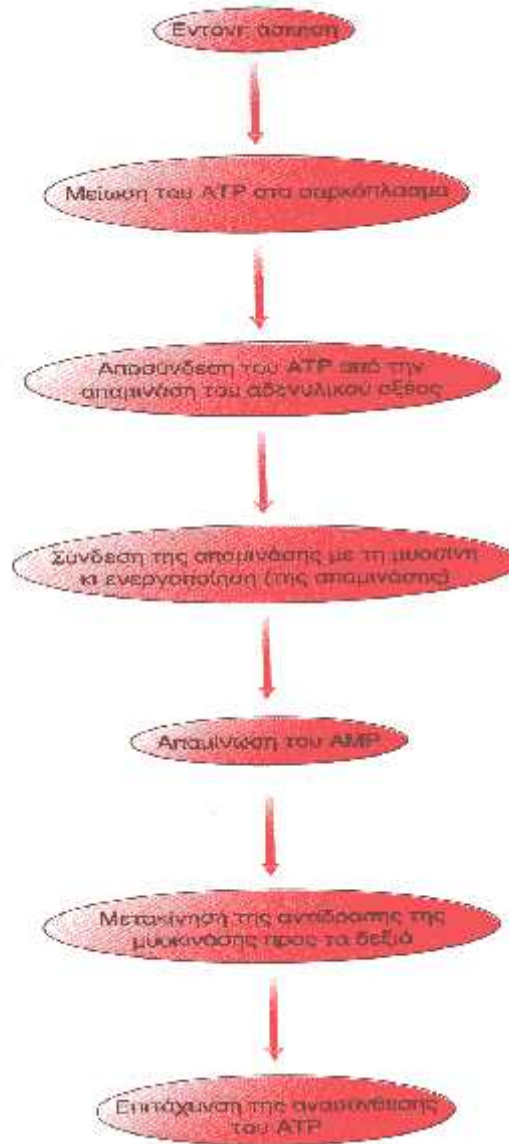 Έντονη άσκηση
Μείωση του ATP στο σαρκόπλασμα
Αποσύνδεση του ATP από την
απαμινάση του αδενυλικού οξέος
Σύνδεση της απαμινάσης με τη μυοσίνη
κι ενεργοποίηση (της απαμινάσης)
Απαμίνωση του AMP
Μετακίνηση της αντίδρασης της
μυοκινάσης προς τα δεξιά
Επιτάχυνση της ανασύνθεσης
του ATP